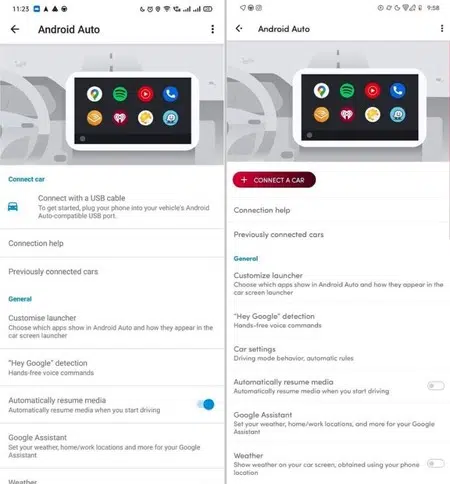 11:23
Android Auto
Connect car
Connect with a USB cable
To get started, plug your phone into your vehicle's Android
Auto-compatible USB port.
Connection help
Previously connected cars
General
Customise launcher
Choose which apps show in Android Auto and how they appear in the
car screen launcher
"Hey Google" detection
Hands-free voice commands
Automatically resume media
Automatically resume media when you start driving
Google Assistant
Set your weather, home/work locations and more for your Google
Assistant
Weather
9:58
Android Auto
+ CONNECT A CAR
Connection help
Previously connected cars
General
Customize launcher
Choose which apps show in Android Auto and how they appear in the
car screen launcher
"Hey Google" detection
Hands-free voice commands
Car settings
Driving mode behavior, automatic rules
Automatically resume media
Automatically resume media when you start driving
Google Assistant
Set your weather, home/work locations, and more for your Google
Assistant
Weather
Show weather on your car screen, obtained using your phone
location